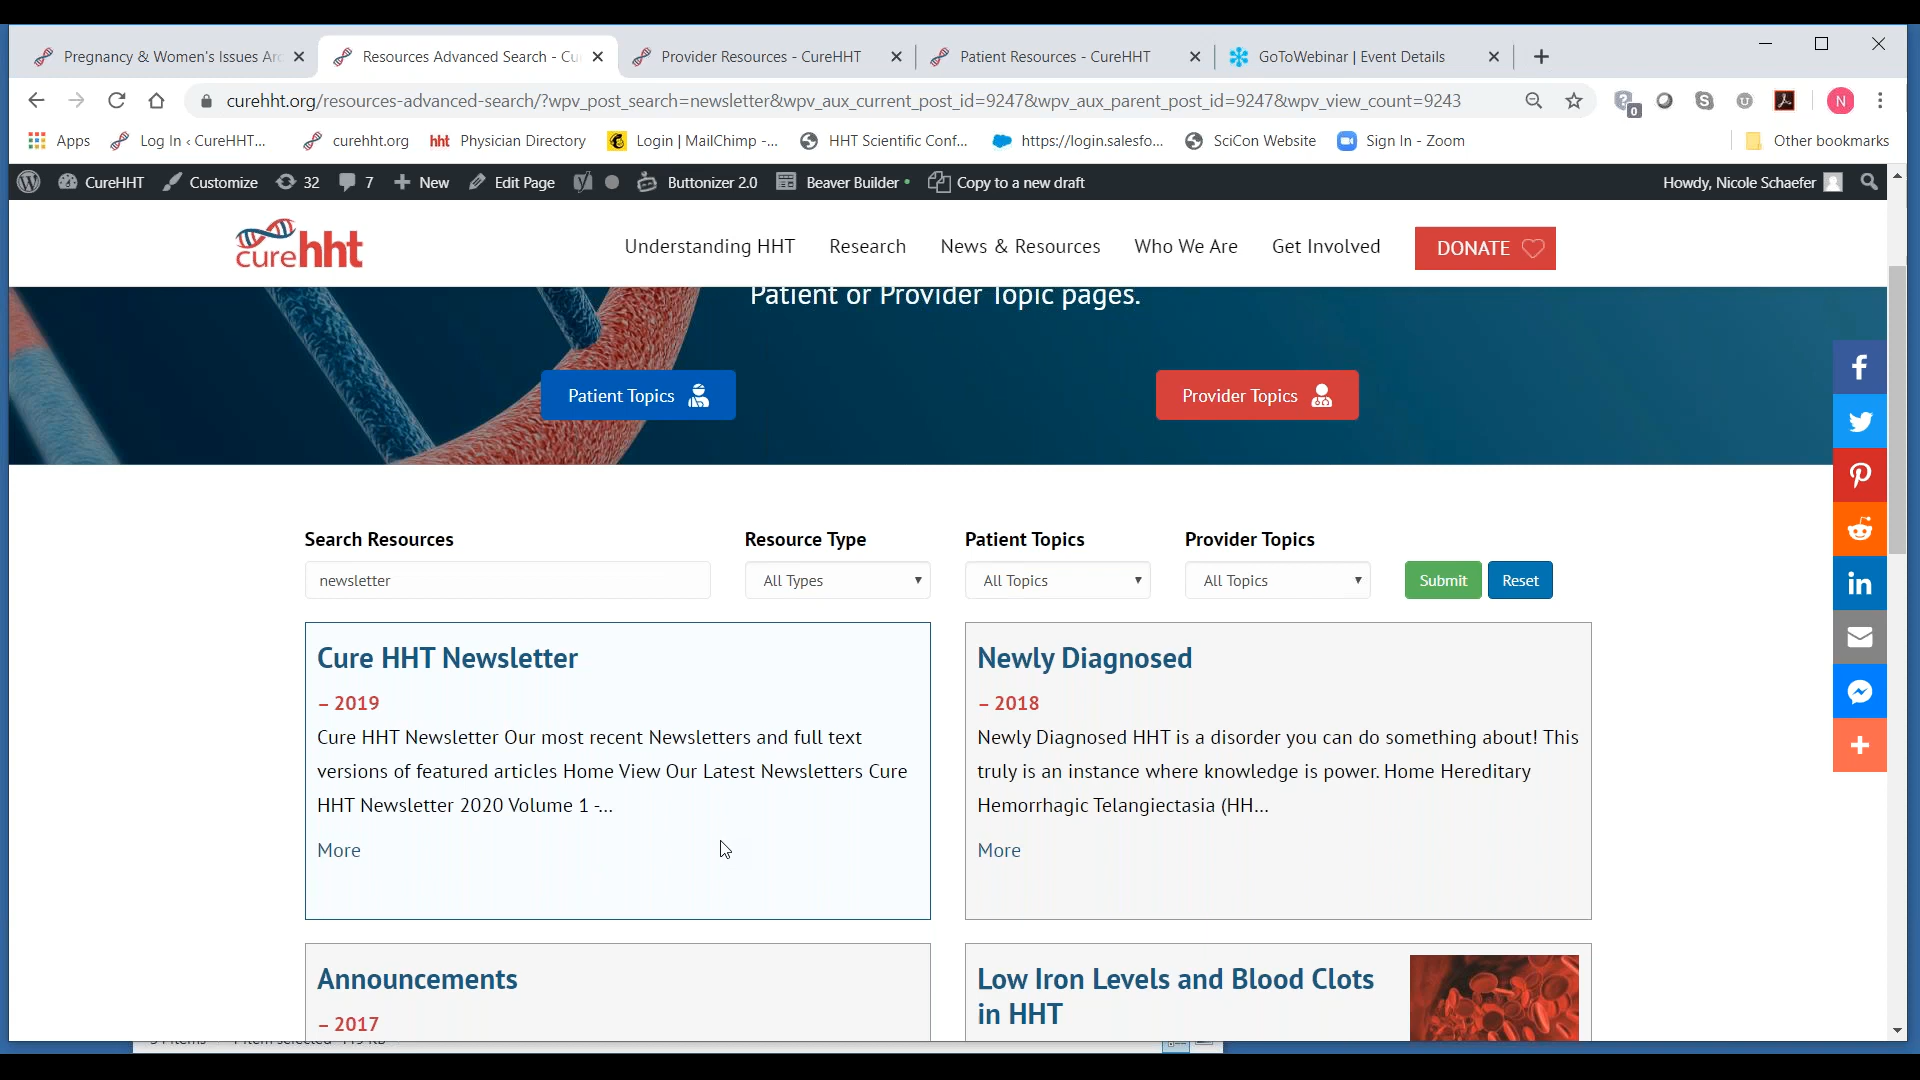 Pregnancy & Women's Issues Arc
Resources Advanced Search - Cu
Provider Resources - CureHHT
Patient Resources - CureHHT
GoToWebinar | Event Details
curehht.org/resources-advanced-search/?wpv_post_search=newsletter&wpv_aux_current_post_id=9247&wpv_aux_parent_post_id=9247&wpv_view_count=9243
0
N
Apps
Log In ‹ CureHHT...
curehht.org
hht Physician Directory
Login | MailChimp -...
HHT Scientific Conf...
https://login.salesfo...
SciCon Website
Sign In - Zoom
Other bookmarks
CureHHT
Customize
32
7
New
Edit Page
Buttonizer 2.0
Beaver Builder
Copy to a new draft
Howdy, Nicole Schaefer
curehht
Understanding HHT
Research
News & Resources
Who We Are
Get Involved
DONATE
Patient or Provider Topic pages.
Patient Topics
Provider Topics
Search Resources
Resource Type
Patient Topics
Provider Topics
newsletter
All Types
All Topics
All Topics
Submit
Reset
Cure HHT Newsletter
– 2019
Cure HHT Newsletter Our most recent Newsletters and full text
versions of featured articles Home View Our Latest Newsletters Cure
HHT Newsletter 2020 Volume 1 -...
More
Newly Diagnosed
– 2018
Newly Diagnosed HHT is a disorder you can do something about! This
truly is an instance where knowledge is power. Home Hereditary
Hemorrhagic Telangiectasia (HH...
More
Announcements
– 2017
Low Iron Levels and Blood Clots
in HHT